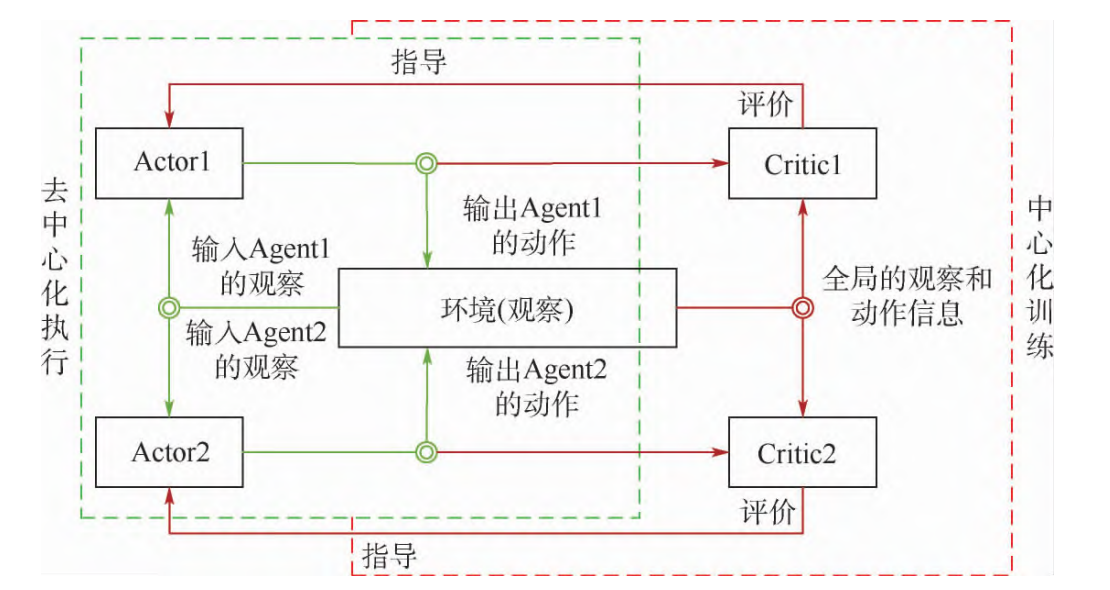 指导
评价
Actor1
Critic1
去中心化执行
输入Agent1
的观察
输出Agent1
的动作
环境(观察)
全局的观察和
动作信息
中心化训练
输入Agent2
的观察
输出Agent2
的动作
Actor2
Critic2
评价
指导